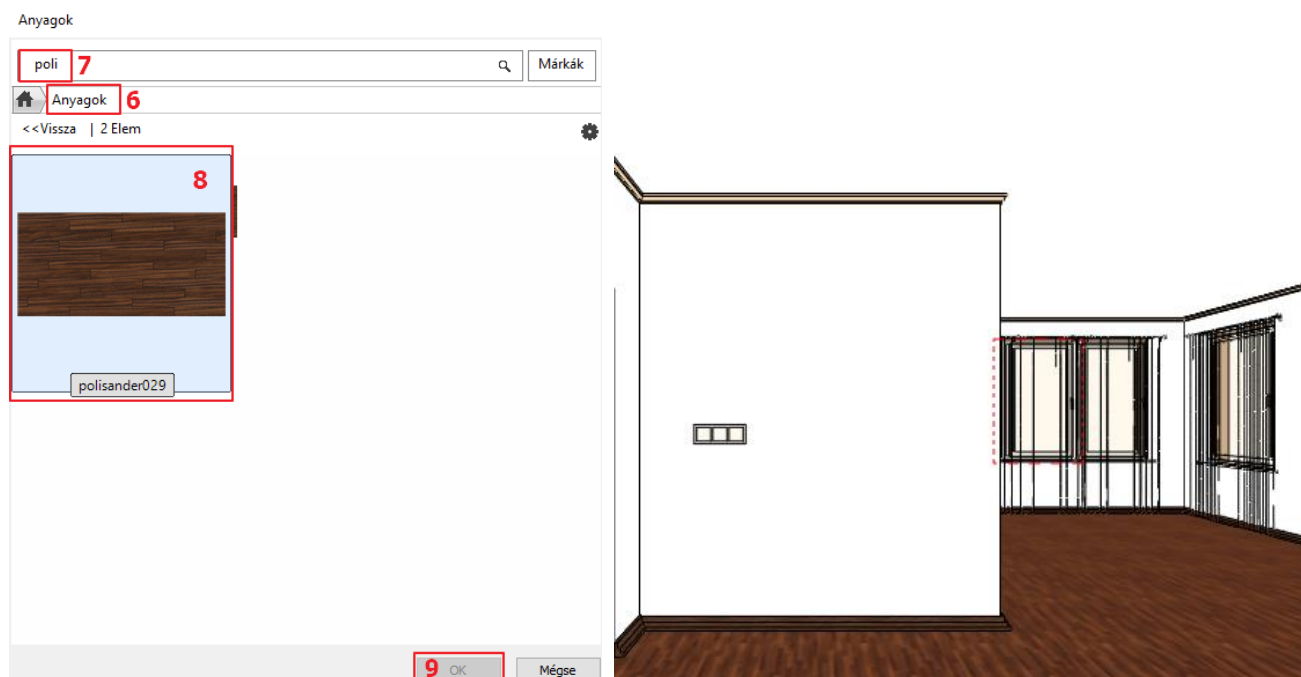 Anyagok
poli 7 Márkák
Anyagok 6
<<Vissza | 2 Elem
8
polisander029
9 OK Mégse